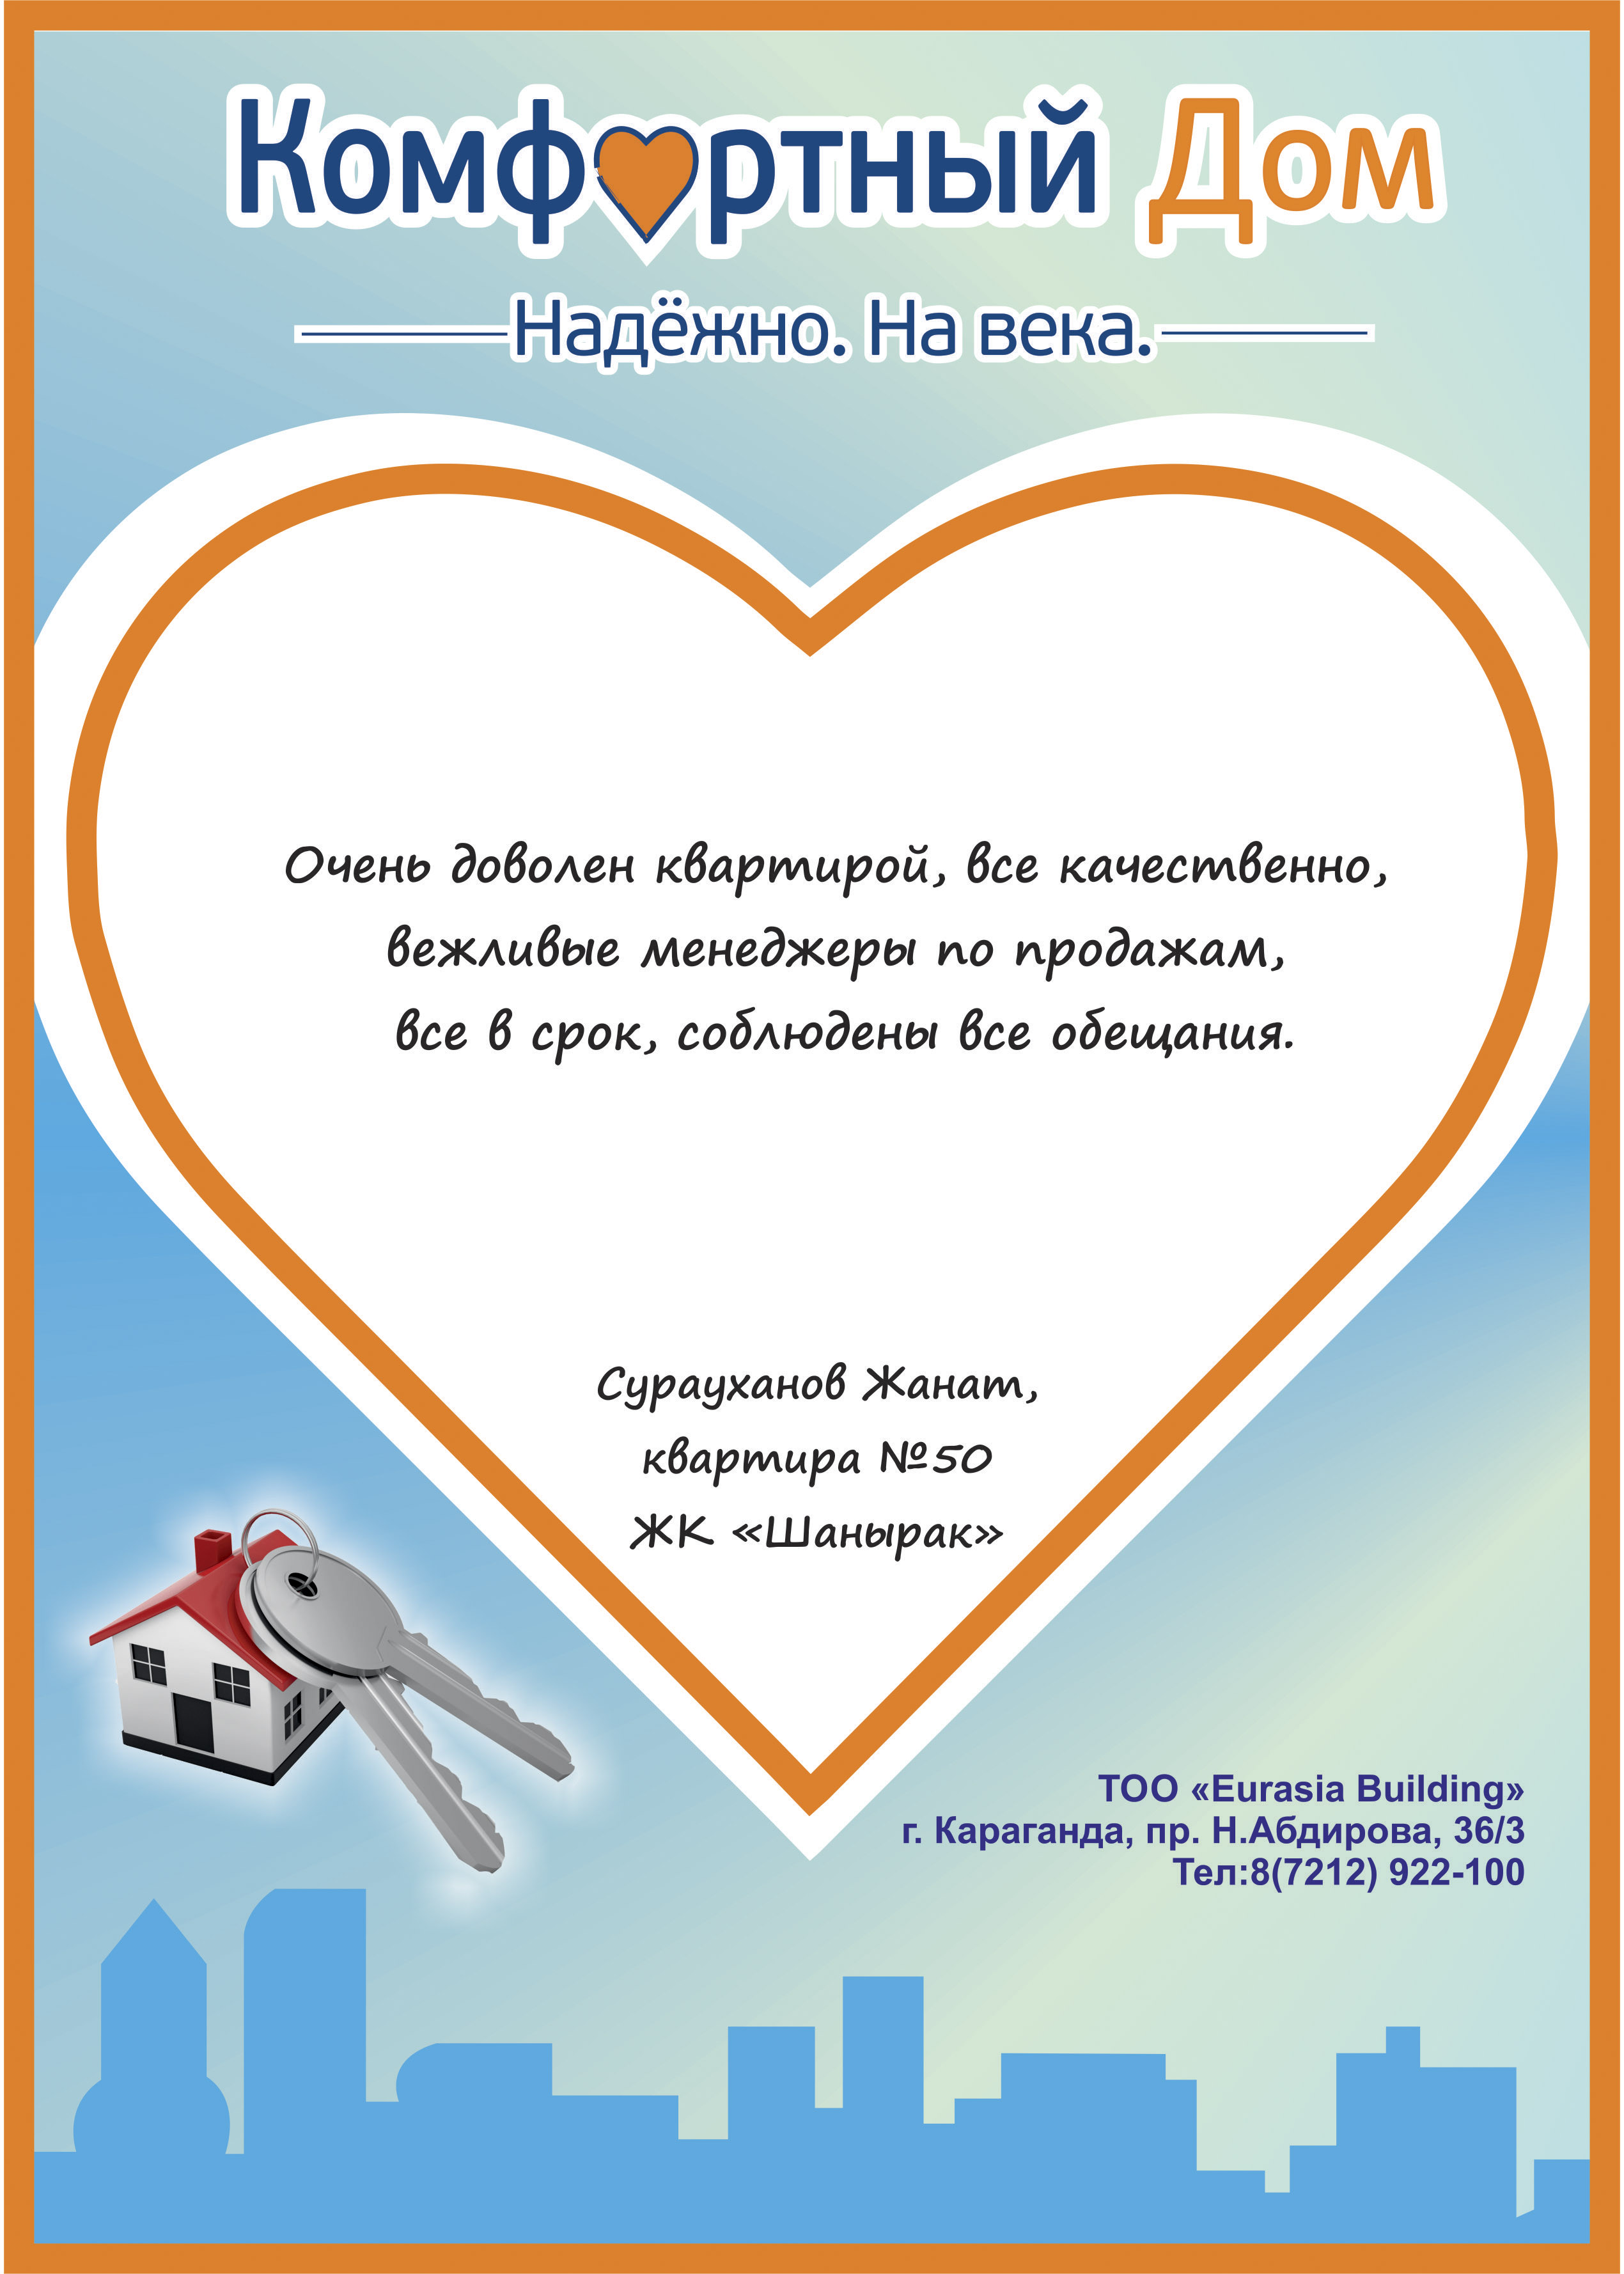 Комфортный Дом
Надёжно. На века.
Очень доволен квартирой, все качественно,
вежливые менеджеры по продажам,
все в срок, соблюдены все обещания.
Сурауханов Жанат,
квартира №50
ЖК «Шанырак»
ТОО «Eurasia Building»
г. Караганда, пр. Н.Абдирова, 36/3
Тел:8(7212) 922-100